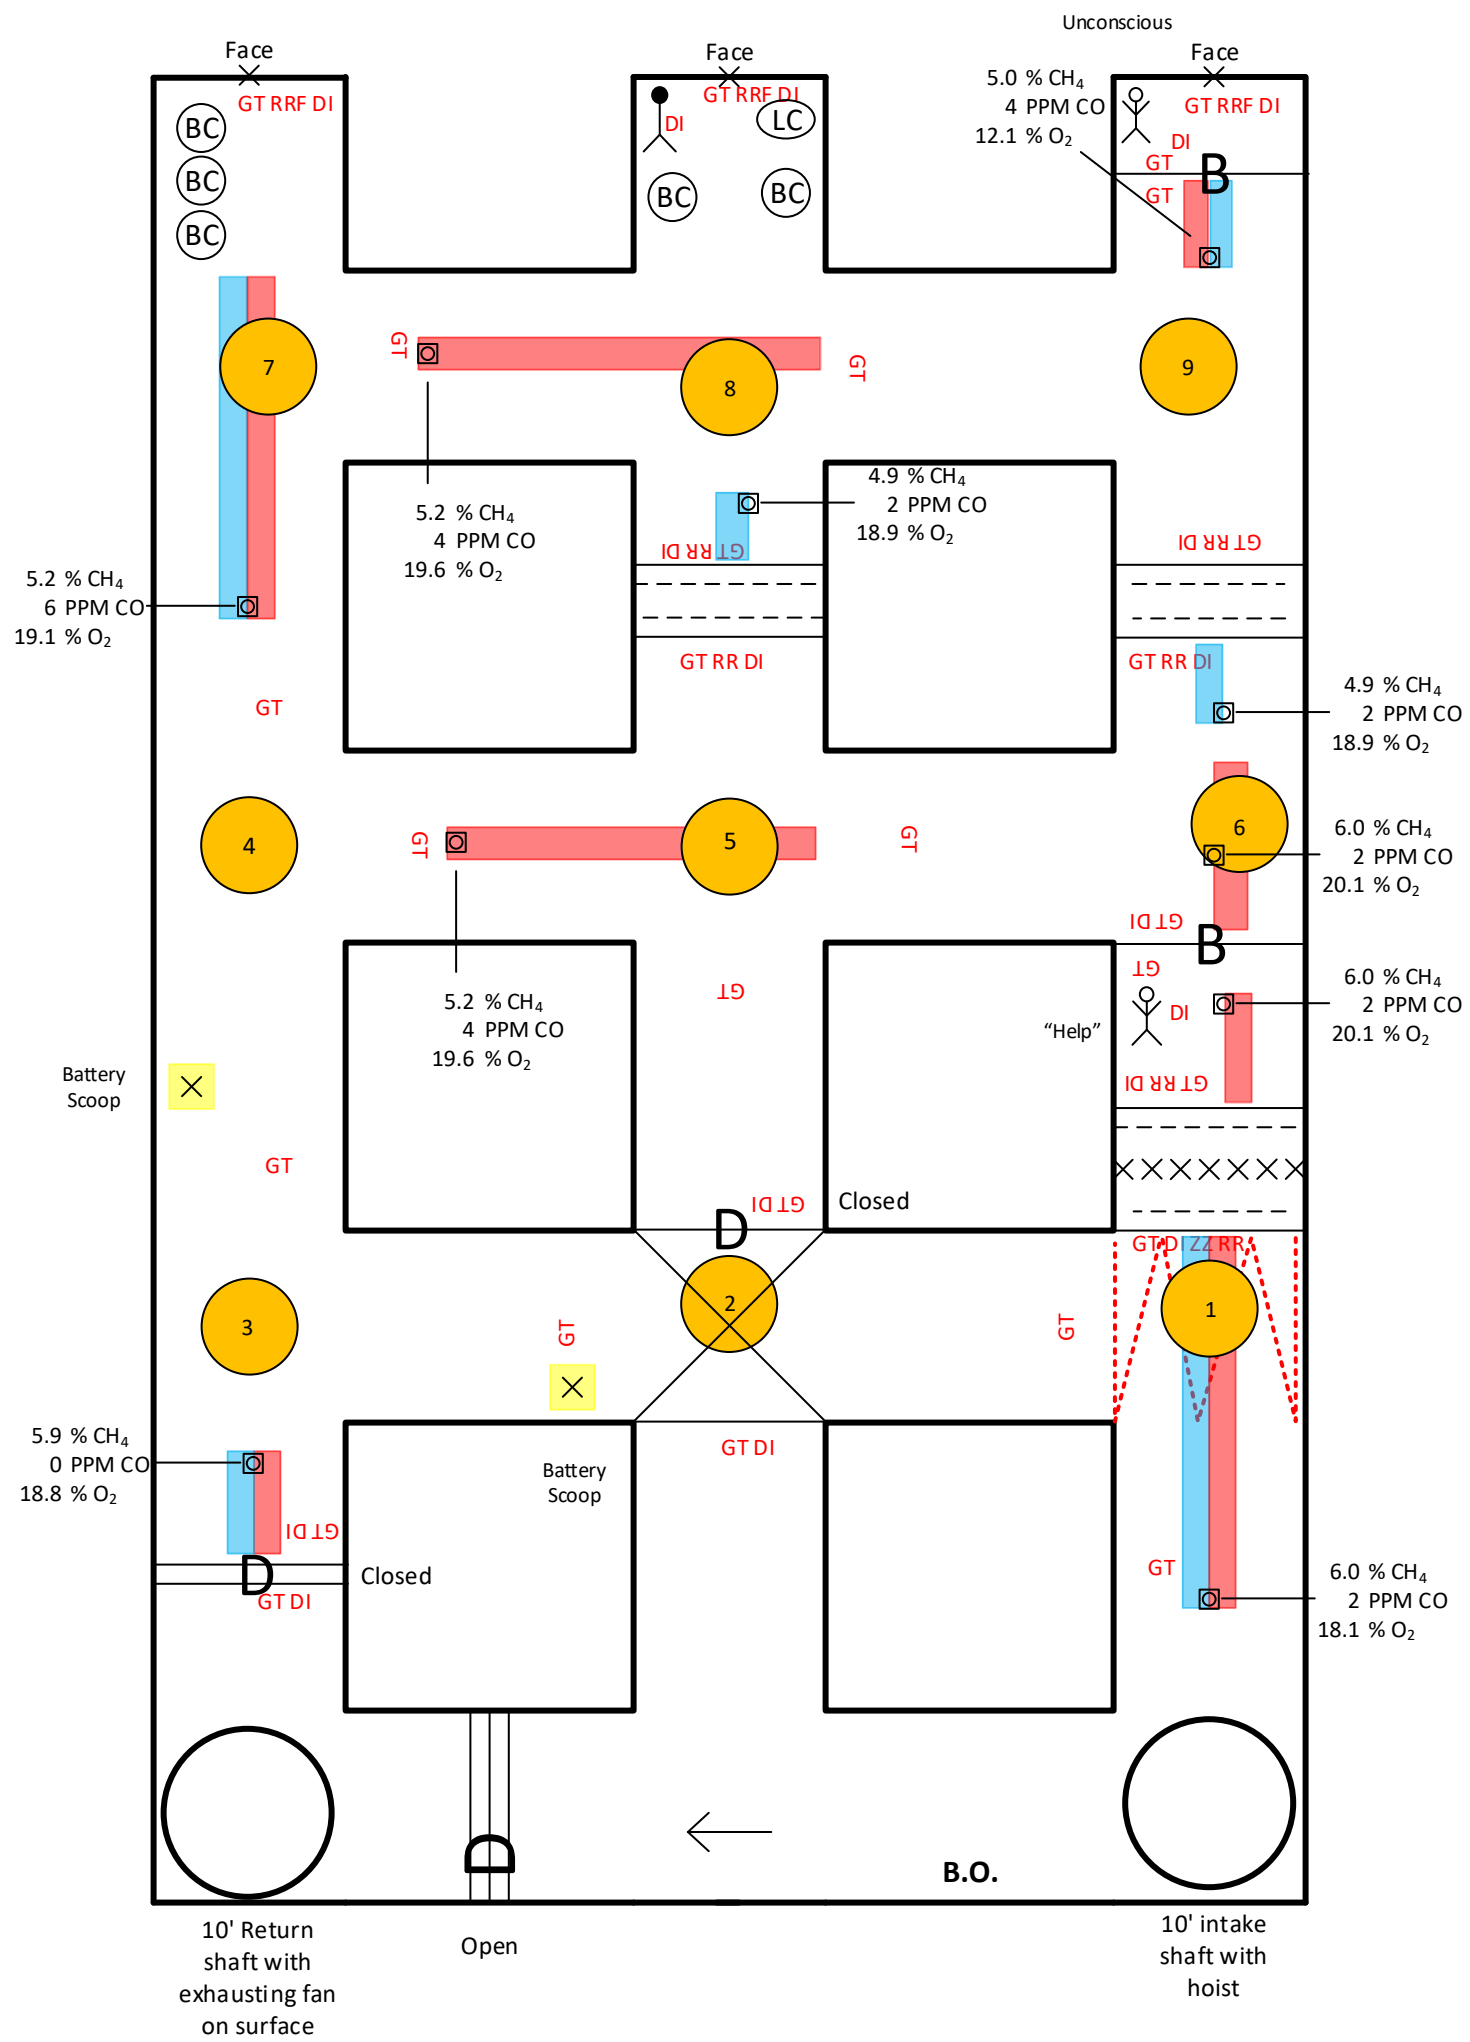 Unconscious
Face
Face
Face
GT RRF DI
GT RRF DI
GT RRF DI
5.0 % CH₄
4 PPM CO
12.1 % O₂
BC
BC
BC
DI
LC
BC
BC
DI
GT
B
GT
7
GT
8
GT
9
5.2 % CH₄
4 PPM CO
19.6 % O₂
4.9 % CH₄
2 PPM CO
18.9 % O₂
GT RR DI
GT RR DI
5.2 % CH₄
6 PPM CO
19.1 % O₂
GT RR DI
GT RR DI
GT
4.9 % CH₄
2 PPM CO
18.9 % O₂
4
GT
5
GT
6
6.0 % CH₄
2 PPM CO
20.1 % O₂
GT DI
B
GT
GT
5.2 % CH₄
4 PPM CO
19.6 % O₂
"Help"
DI
6.0 % CH₄
2 PPM CO
20.1 % O₂
Battery
Scoop
GT RR DI
GT
GT DI
Closed
D
GT DI ZZ RR
3
GT
2
GT
1
5.9 % CH₄
0 PPM CO
18.8 % O₂
GT DI
Battery
Scoop
GT DI
D
Closed
GT DI
GT
6.0 % CH₄
2 PPM CO
18.1 % O₂
D
B.O.
10' Return
shaft with
exhausting fan
on surface
Open
10' intake
shaft with
hoist